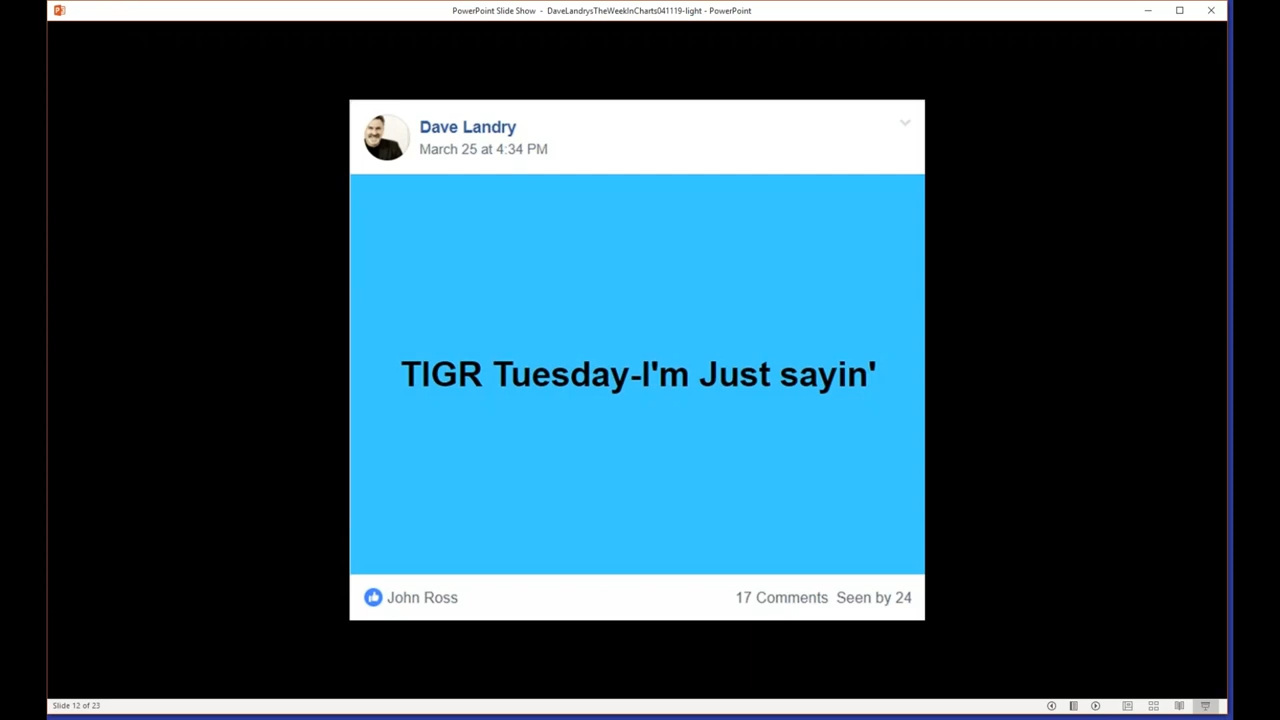 PowerPoint Slide Show - DaveLandrysTheWeekInCharts041119-light - PowerPoint
Dave Landry
March 25 at 4:34 PM
TIGR Tuesday-I'm Just sayin'
John Ross
17 Comments Seen by 24
Slide 12 of 23